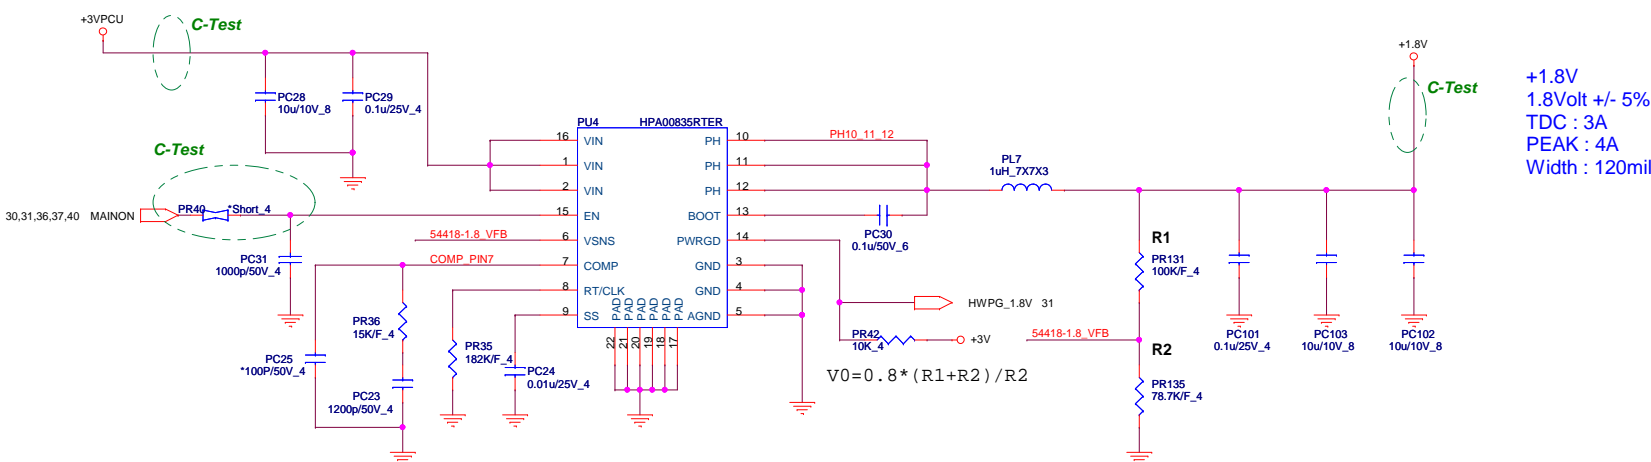 +3VPCU
C-Test
+1.8V
C-Test
+1.8V
1.8Volt +/- 5%
TDC : 3A
PEAK : 4A
Width : 120mil
PC28
10u/10V_8
PC29
0.1u/25V_4
C-Test
30,31,36,37,40 MAINON
PR40
*Short_4
PC31
1000p/50V_4
PU4
HPA00835RTER
16 VIN
1 VIN
2 VIN
15 EN
6 VSNS
7 COMP
8 RT/CLK
9 SS
PH 10
PH 11
PH 12
BOOT 13
PWRGD 14
GND 3
GND 4
AGND 5
PAD PAD PAD PAD PAD PAD
22 21 20 19 18 17
54418-1.8_VFB
COMP_PIN7
PR36
15K/F_4
PC25
*100P/50V_4
PC23
1200p/50V_4
PR35
182K/F_4
PC24
0.01u/25V_4
PH10_11_12
PL7
1uH_7X7X3
PC30
0.1u/50V_6
HWPG_1.8V 31
PR42
10K_4
+3V
V0=0.8*(R1+R2)/R2
R1
PR131
100K/F_4
54418-1.8_VFB
R2
PR135
78.7K/F_4
PC101
0.1u/25V_4
PC103
10u/10V_8
PC102
10u/10V_8